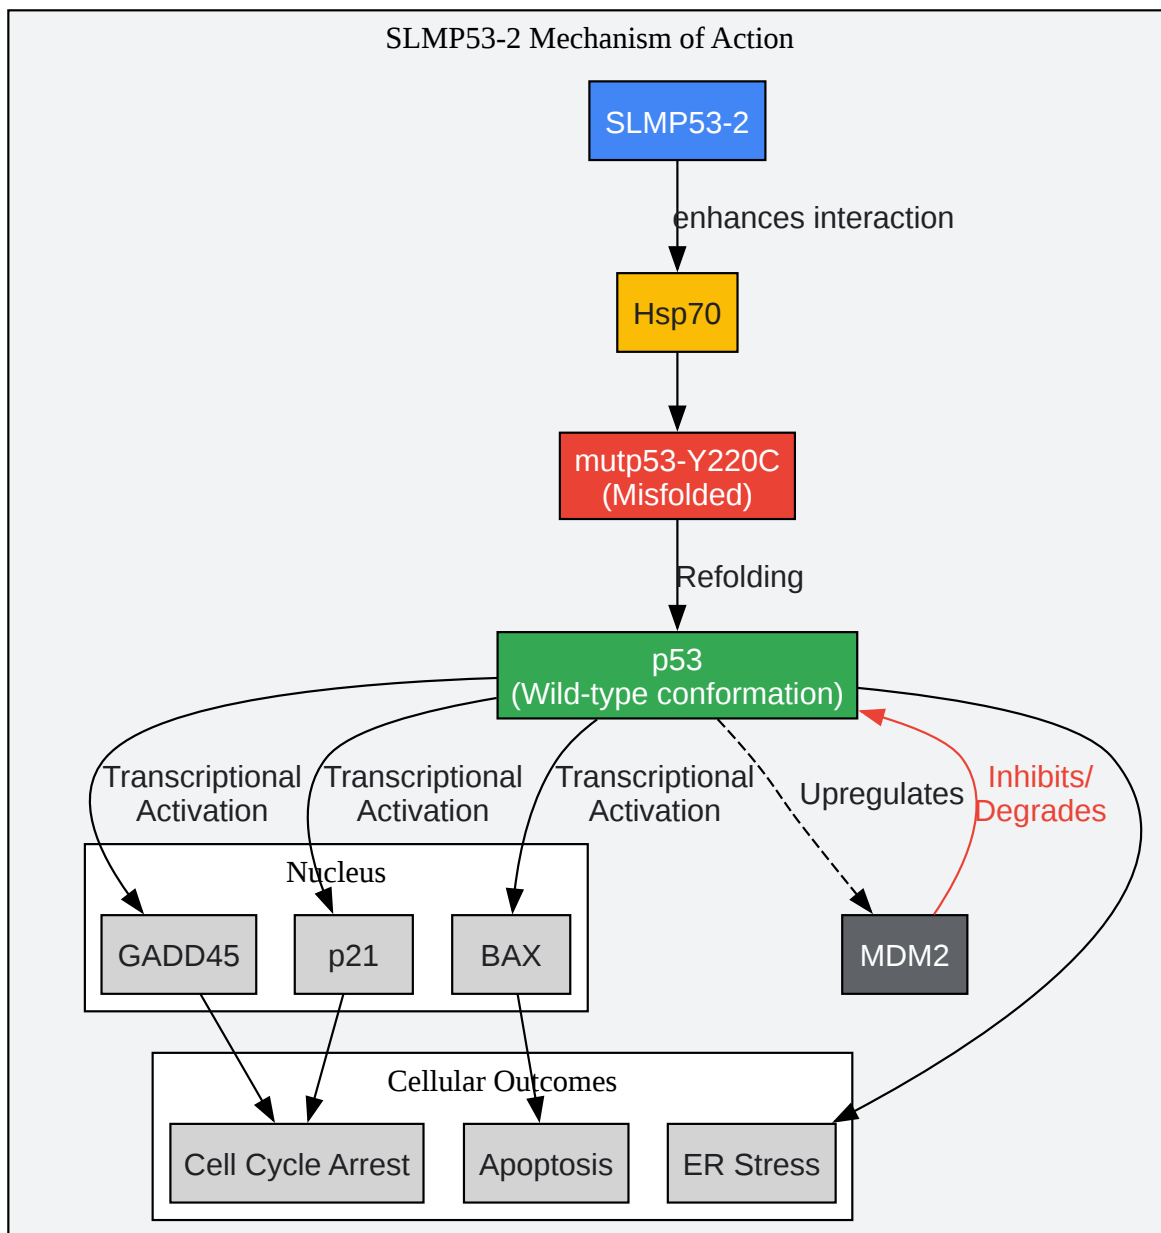 SLMP53-2 Mechanism of Action
SLMP53-2
enhances interaction
Hsp70
mutp53-Y220C
(Misfolded)
Refolding
p53
(Wild-type conformation)
Transcriptional
Activation
Transcriptional
Activation
Transcriptional
Activation
Upregulates
Inhibits/
Degrades
Nucleus
GADD45
p21
BAX
MDM2
Cellular Outcomes
Cell Cycle Arrest
Apoptosis
ER Stress